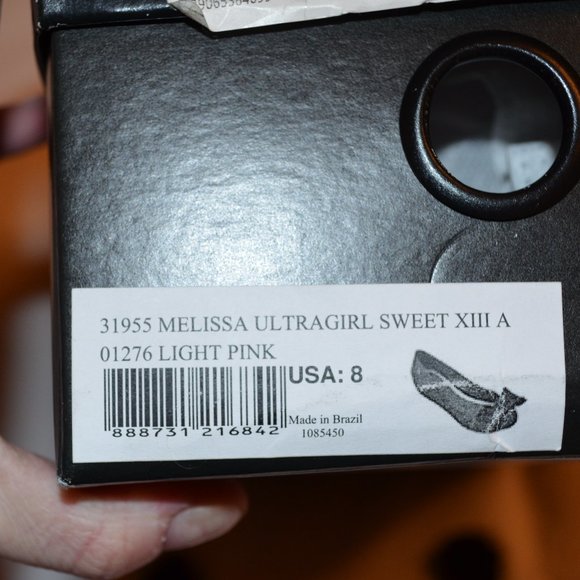 31955 MELISSA ULTRAGIRL SWEET XIII A
01276 LIGHT PINK
USA: 8
888731 216842
Made in Brazil
1085450